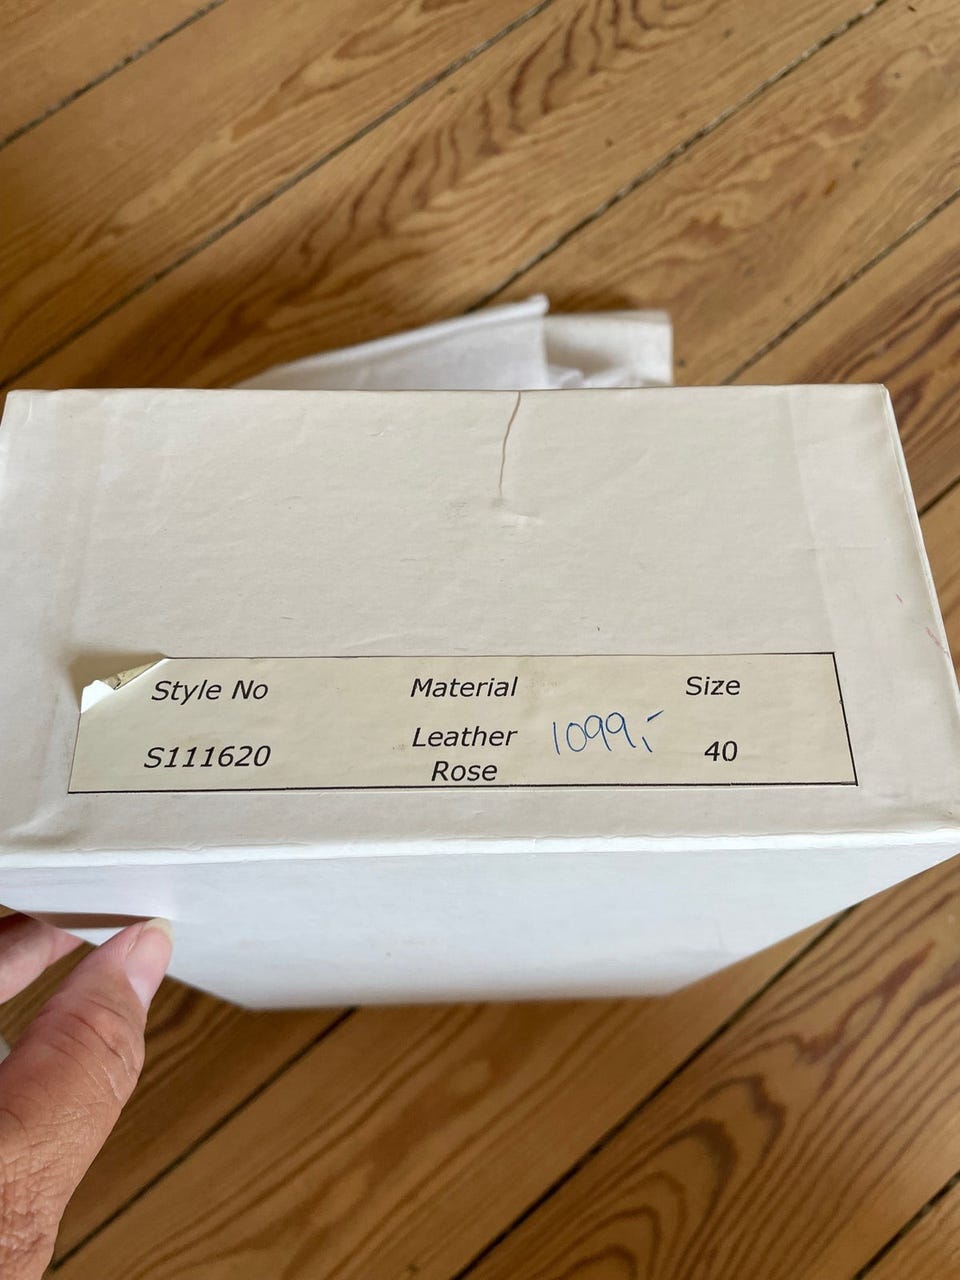 Style No Material Size
S111620 Leather Rose 1099,- 40